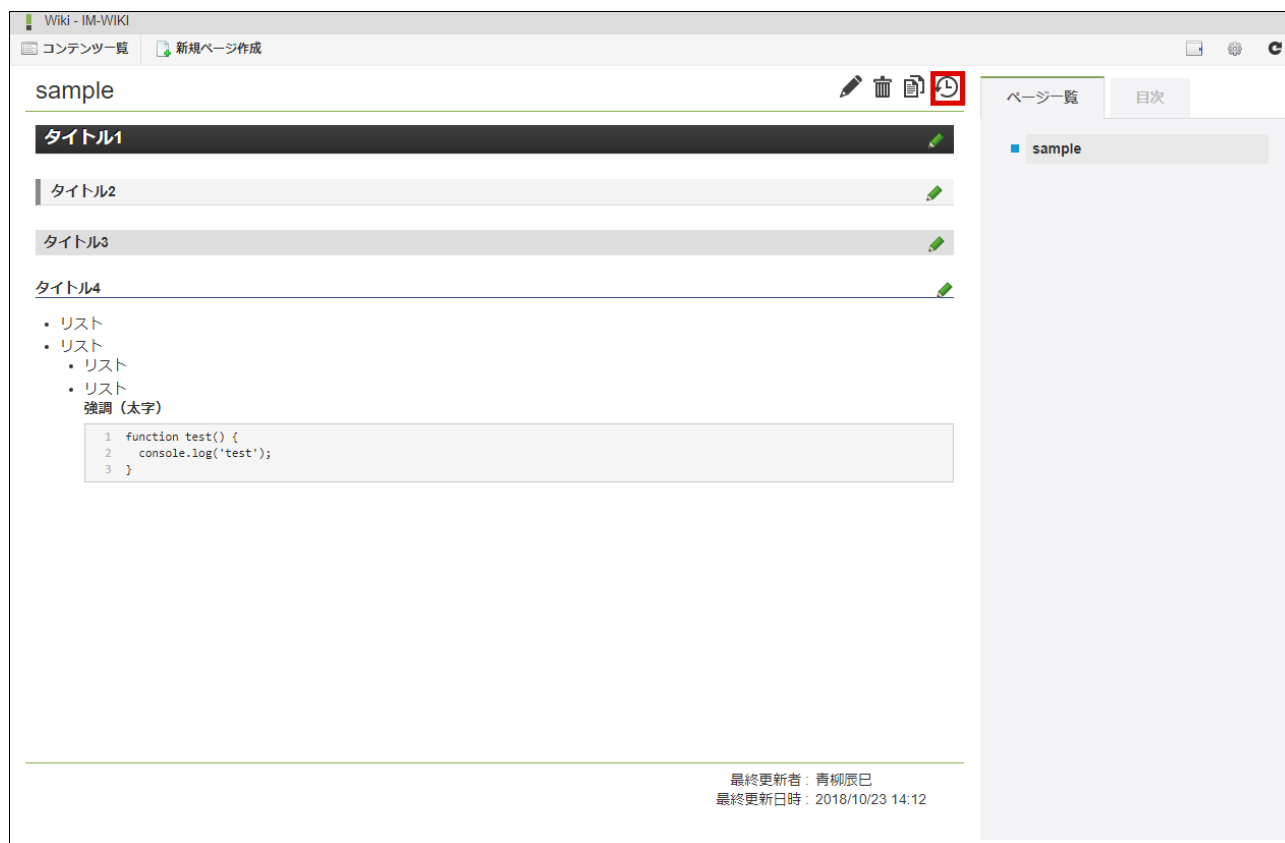 Wiki - IM-WIKI
コンテンツ一覧 新規ページ作成
sample
ページ一覧 目次
タイトル1
sample
タイトル2
タイトル3
タイトル4
• リスト
• リスト
• リスト
• リスト
強調（太字）
1 function test() {
2 console.log('test');
3 }
最終更新者 : 青柳辰巳
最終更新日時 : 2018/10/23 14:12